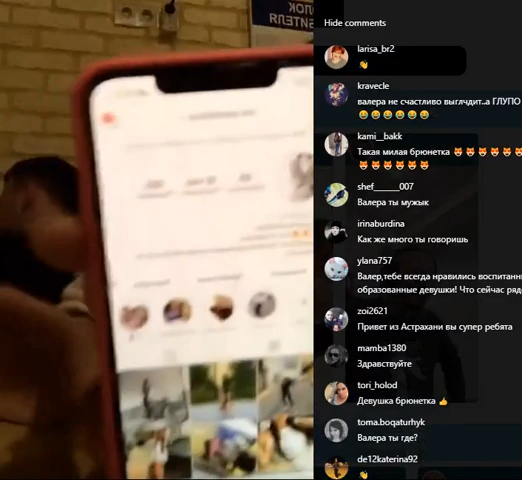 Hide comments
larisa_br2
kravecle
валера не счастливо выглчдит..а ГЛУПО
kami__bakk
Такая милая брюнетка
shef______007
Валера ты мужык
irinaburdina
Как же много ты говоришь
ylana757
Валер,тебе всегда нравились воспитанн
образованные девушки! Что сейчас ряд
zoi2621
Привет из Астрахани вы супер ребята
mamba1380
Здравствуйте
tori_holod
Девушка брюнетка 👍
toma.boqaturhyk
Валера ты где?
de12katerina92